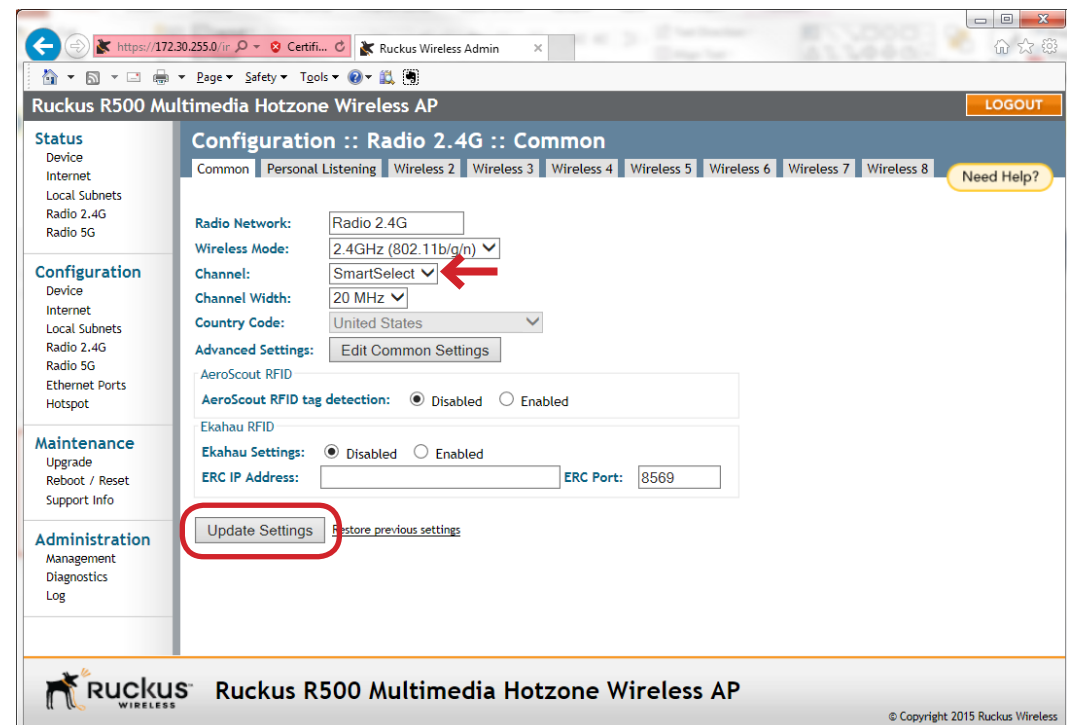 https://172.30.255.0/ir Certifi... Ruckus Wireless Admin
Page Safety Tools
Ruckus R500 Multimedia Hotzone Wireless AP LOGOUT
Status
Device
Internet
Local Subnets
Radio 2.4G
Radio 5G
Configuration
Device
Internet
Local Subnets
Radio 2.4G
Radio 5G
Ethernet Ports
Hotspot
Maintenance
Upgrade
Reboot / Reset
Support Info
Administration
Management
Diagnostics
Log
Configuration :: Radio 2.4G :: Common
Common Personal Listening Wireless 2 Wireless 3 Wireless 4 Wireless 5 Wireless 6 Wireless 7 Wireless 8
Need Help?
Radio Network: Radio 2.4G
Wireless Mode: 2.4GHz (802.11b/g/n)
Channel: SmartSelect
Channel Width: 20 MHz
Country Code: United States
Advanced Settings: Edit Common Settings
AeroScout RFID
AeroScout RFID tag detection: Disabled Enabled
Ekahau RFID
Ekahau Settings: Disabled Enabled
ERC IP Address: ERC Port: 8569
Update Settings Restore previous settings
RUCKUS WIRELESS
Ruckus R500 Multimedia Hotzone Wireless AP
© Copyright 2015 Ruckus Wireless